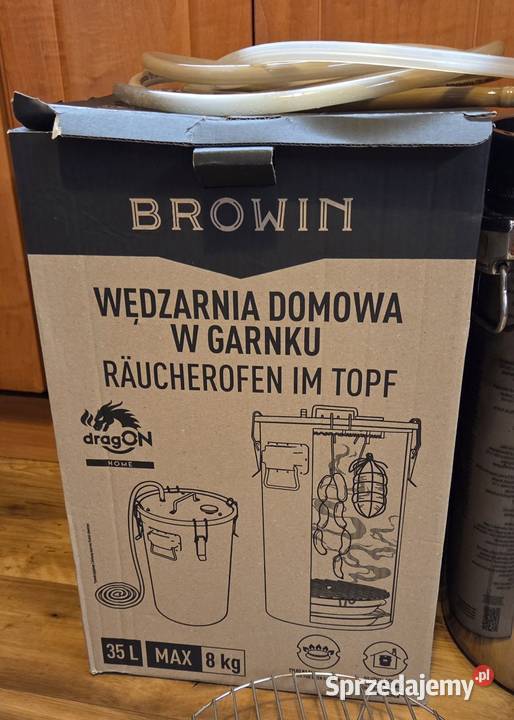 BROWIN
WĘDZARNIA DOMOWA
W GARNKU
RÄUCHEROFEN IM TOPF
dragON
HOME
35 L MAX 8 kg
Sprzedajemy.pl